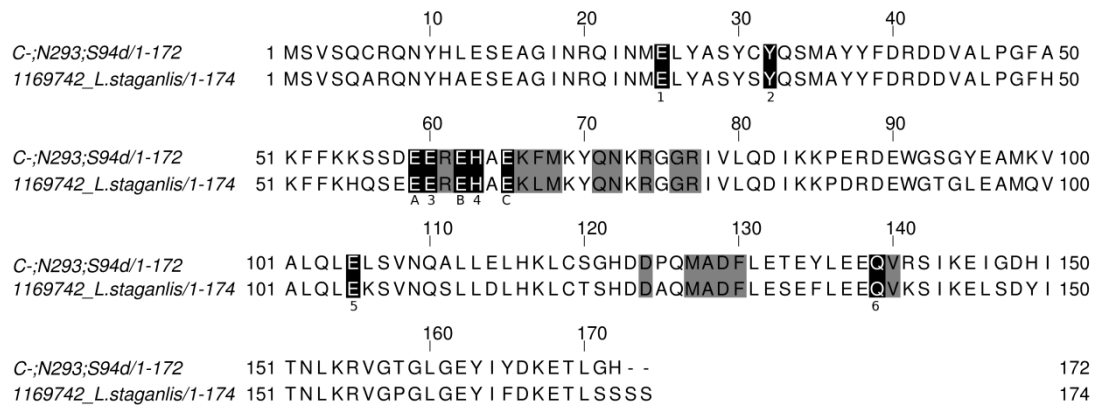 10 20 30 40
C-;N293;S94d/1-172 1 MSVSQCRQNYHLESEAGINRQINMELYASYCYQSMAYYFDRDDVALPGFA 50
1169742_L.staganlis/1-174 1 MSVSQARQNYHAESEAGINRQINMELYASYSYQSMAYYFDRDDVALPGFH 50
1 2
60 70 80 90
C-;N293;S94d/1-172 51 KFFKKSSDEEREHAEKFMKYQNKRGGRIVLQDIKKPERDEWGSGYEAMKV 100
1169742_L.staganlis/1-174 51 KFFKHQSEEEREHAEKLMKYQNKRGGRIVLQDIKKPDRDEWGTGLEAMQV 100
A 3 B 4 C
110 120 130 140
C-;N293;S94d/1-172 101 ALQLELSVNQALLELHKLCSGHDDPQMADFLETEYLEEQVRSIKEIGDHI 150
1169742_L.staganlis/1-174 101 ALQLEKSVNQSLLDLHKLCTSHDDAQMADFLESEFLEEQVKSIKELSDYI 150
5 6
160 170
C-;N293;S94d/1-172 151 TNLKRVGTGLGEYIYDKETLGH-- 172
1169742_L.staganlis/1-174 151 TNLKRVGPGLGEYIFDKETLSSSS 174